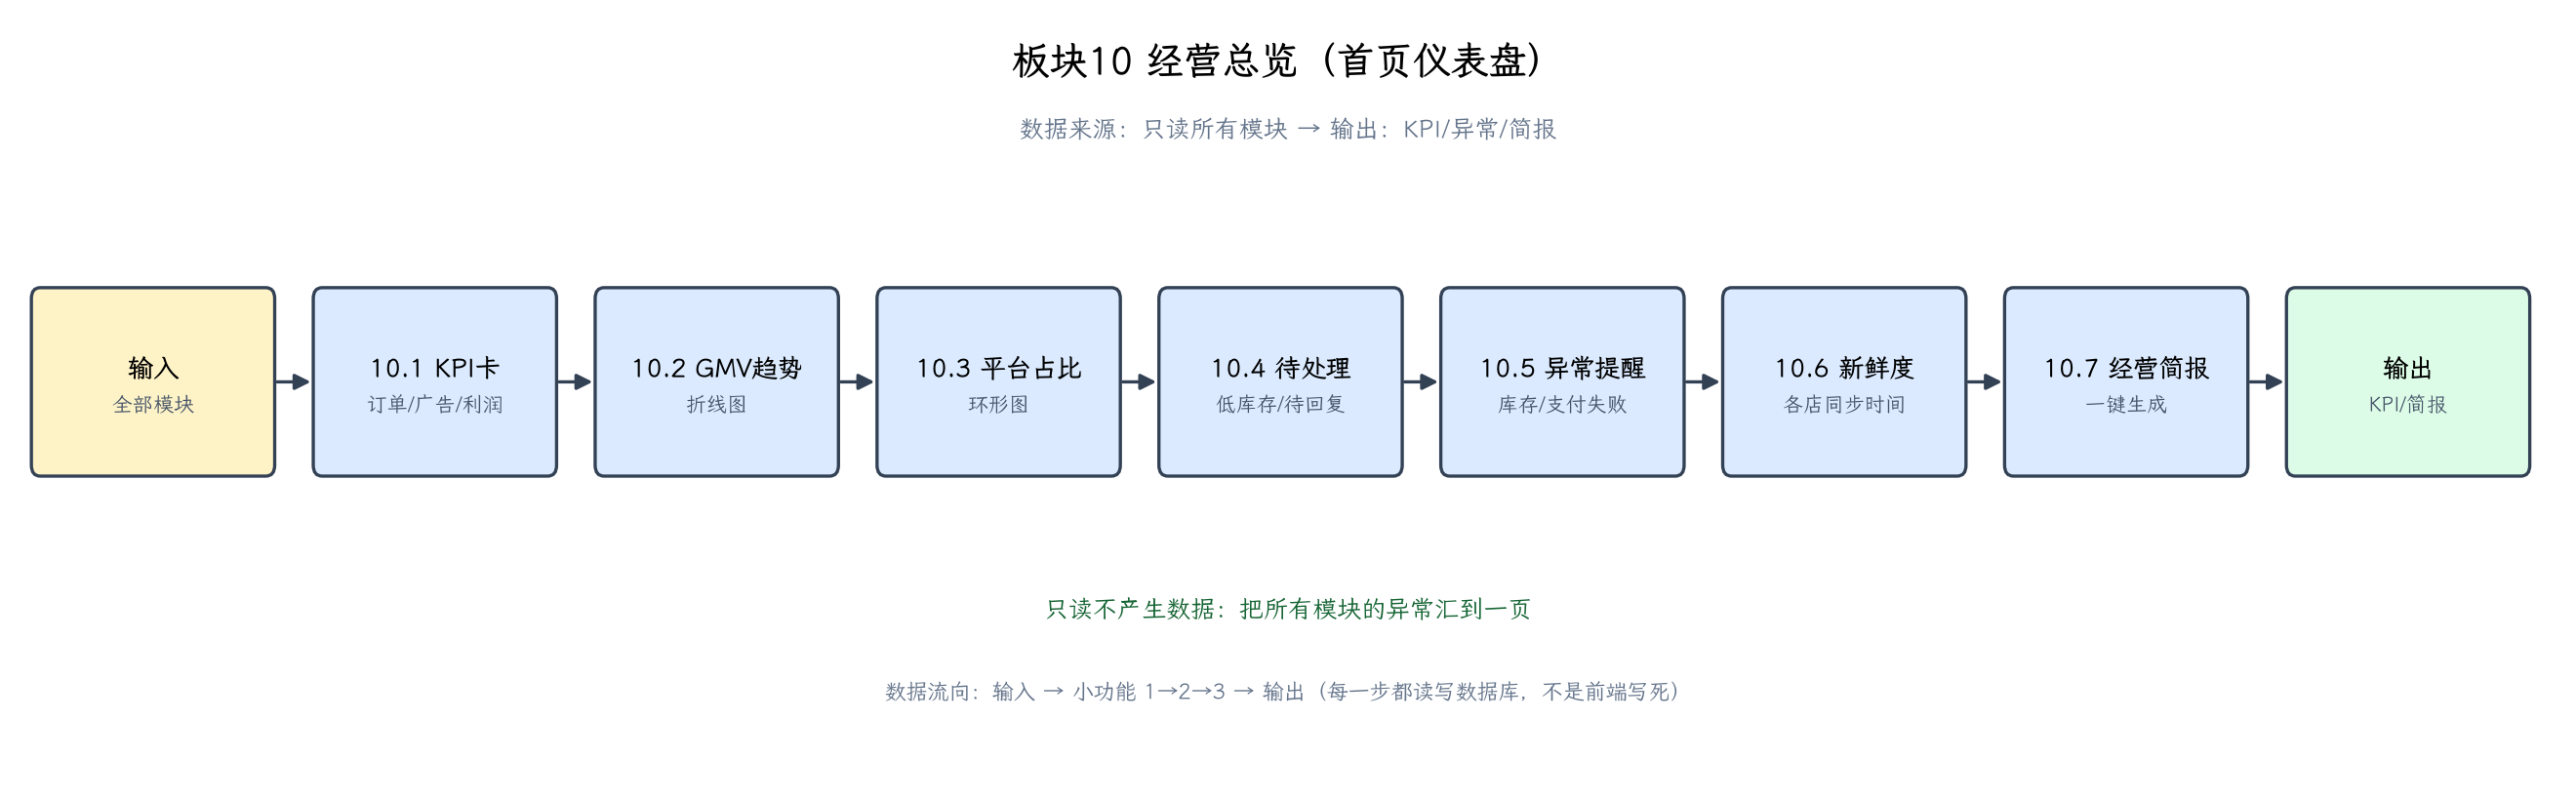 板块10 经营总览（首页仪表盘）
数据来源：只读所有模块 → 输出：KPI/异常/简报
输入
全部模块
10.1 KPI卡
订单/广告/利润
10.2 GMV趋势
折线图
10.3 平台占比
环形图
10.4 待处理
低库存/待回复
10.5 异常提醒
库存/支付失败
10.6 新鲜度
各店同步时间
10.7 经营简报
一键生成
输出
KPI/简报
只读不产生数据：把所有模块的异常汇到一页
数据流向：输入 → 小功能 1→2→3 → 输出（每一步都读写数据库，不是前端写死）